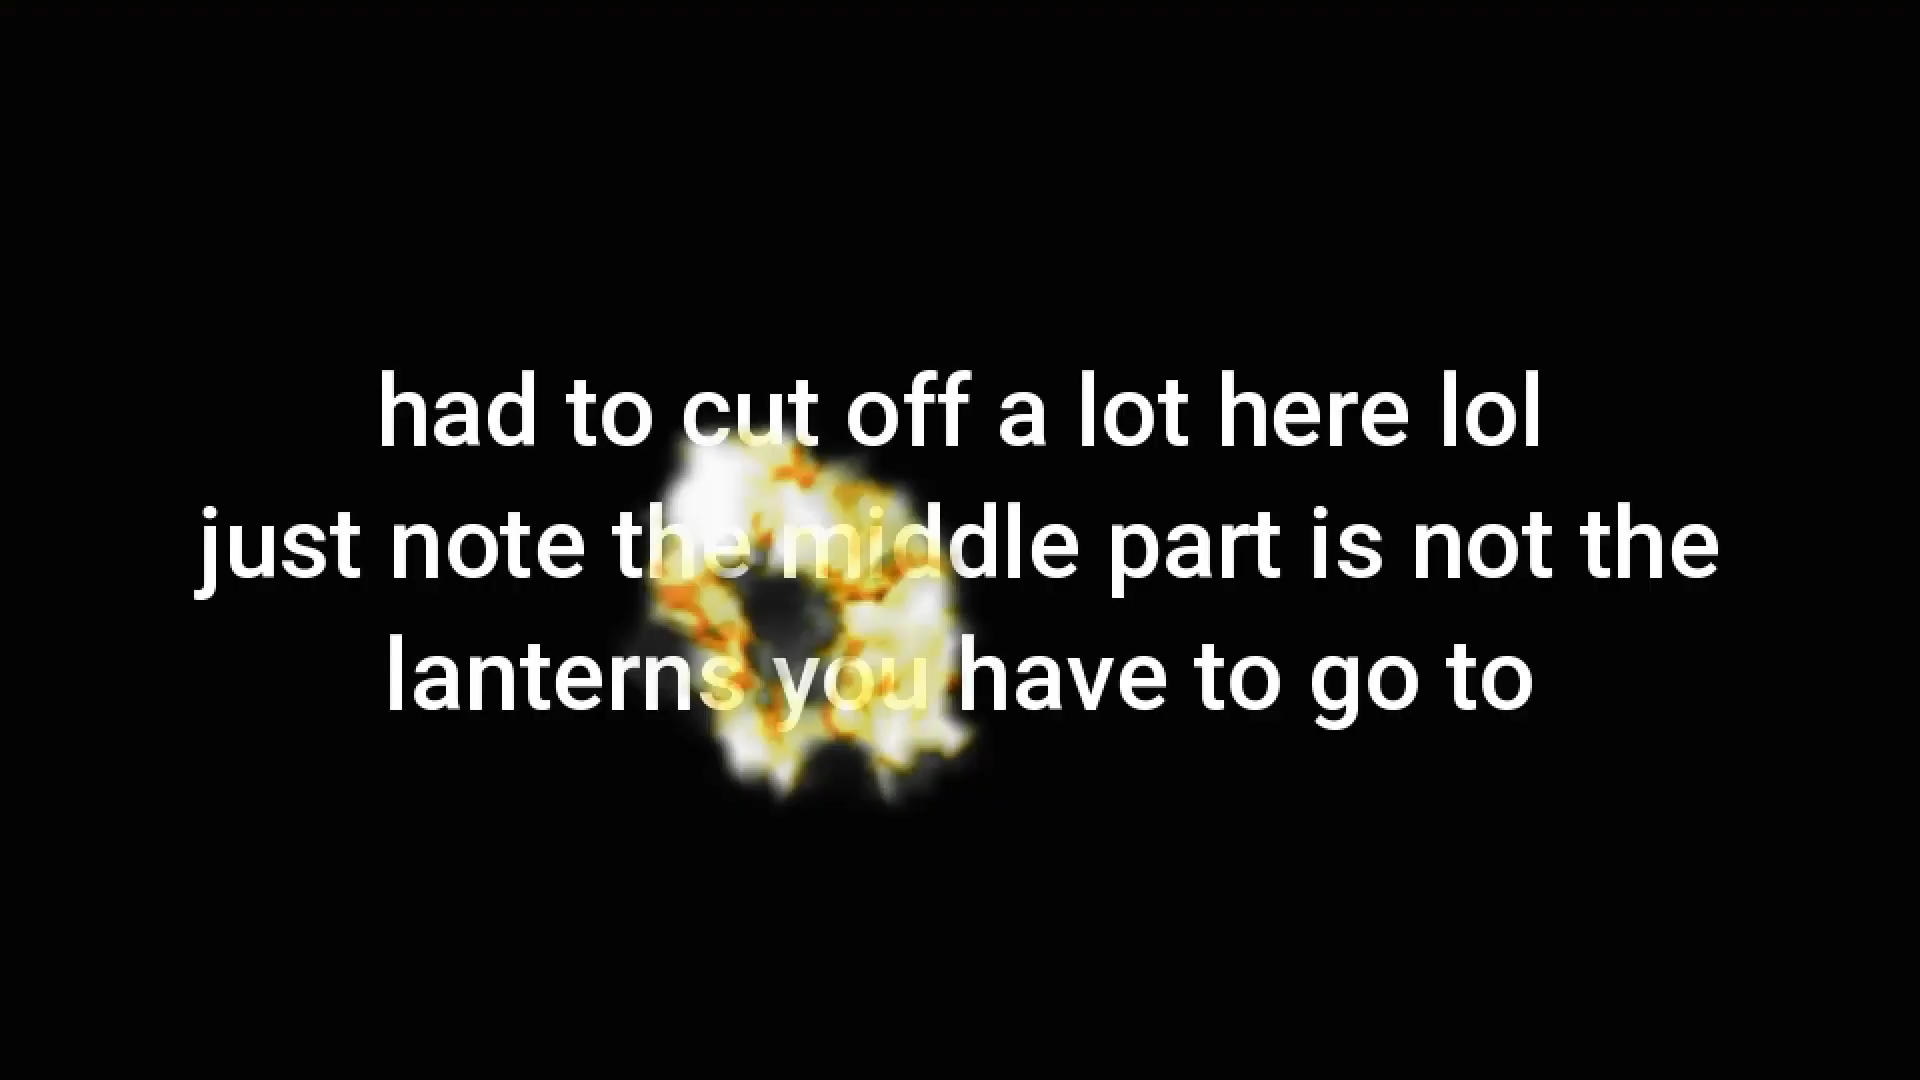 had to cut off a lot here lol
just note the middle part is not the
lanterns you have to go to